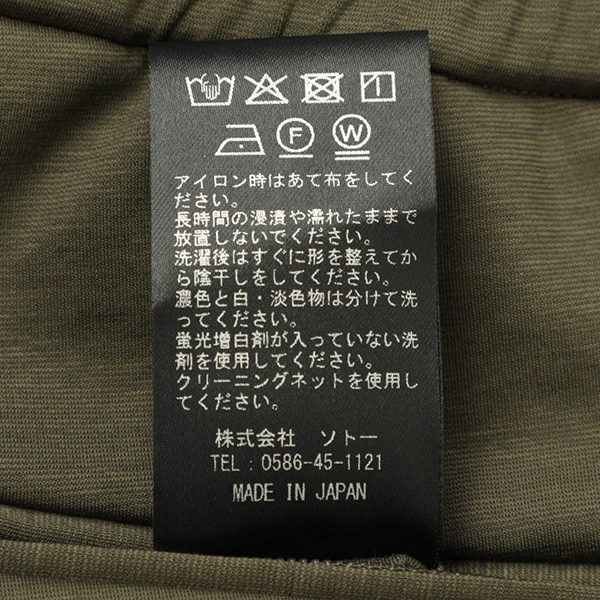 F W
アイロン時はあて布をしてく
ださい。
長時間の浸漬や濡れたままで
放置しないでください。
洗濯後はすぐに形を整えてか
ら陰干しをしてください。
濃色と白・淡色物は分けて洗
ってください。
蛍光増白剤が入っていない洗
剤を使用してください。
クリーニングネットを使用し
てください。
株式会社 ソトー
TEL : 0586-45-1121
MADE IN JAPAN